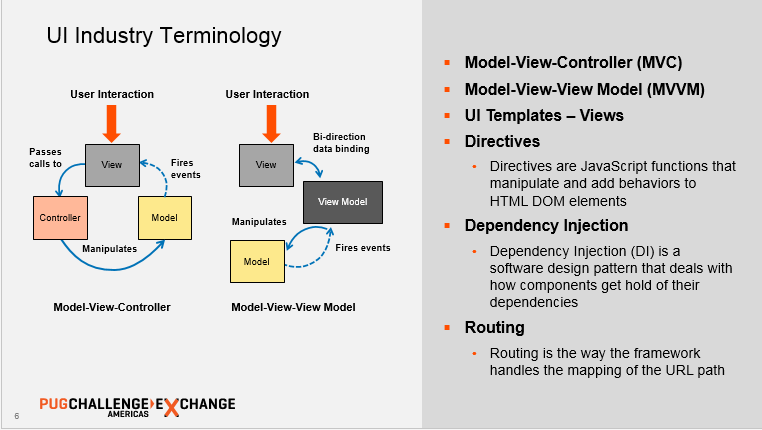 UI Industry Terminology
User Interaction
User Interaction
Passes
calls to
View
Fires
events
Controller
Model
Manipulates
Model-View-Controller
Bi-direction
data binding
View
View Model
Manipulates
Fires events
Model
Model-View-View Model
Model-View-Controller (MVC)
Model-View-View Model (MVVM)
UI Templates – Views
Directives
Directives are JavaScript functions that
manipulate and add behaviors to
HTML DOM elements
Dependency Injection
Dependency Injection (DI) is a
software design pattern that deals with
how components get hold of their
dependencies
Routing
Routing is the way the framework
handles the mapping of the URL path
6
PUGCHALLENGE EXCHANGE
AMERICAS